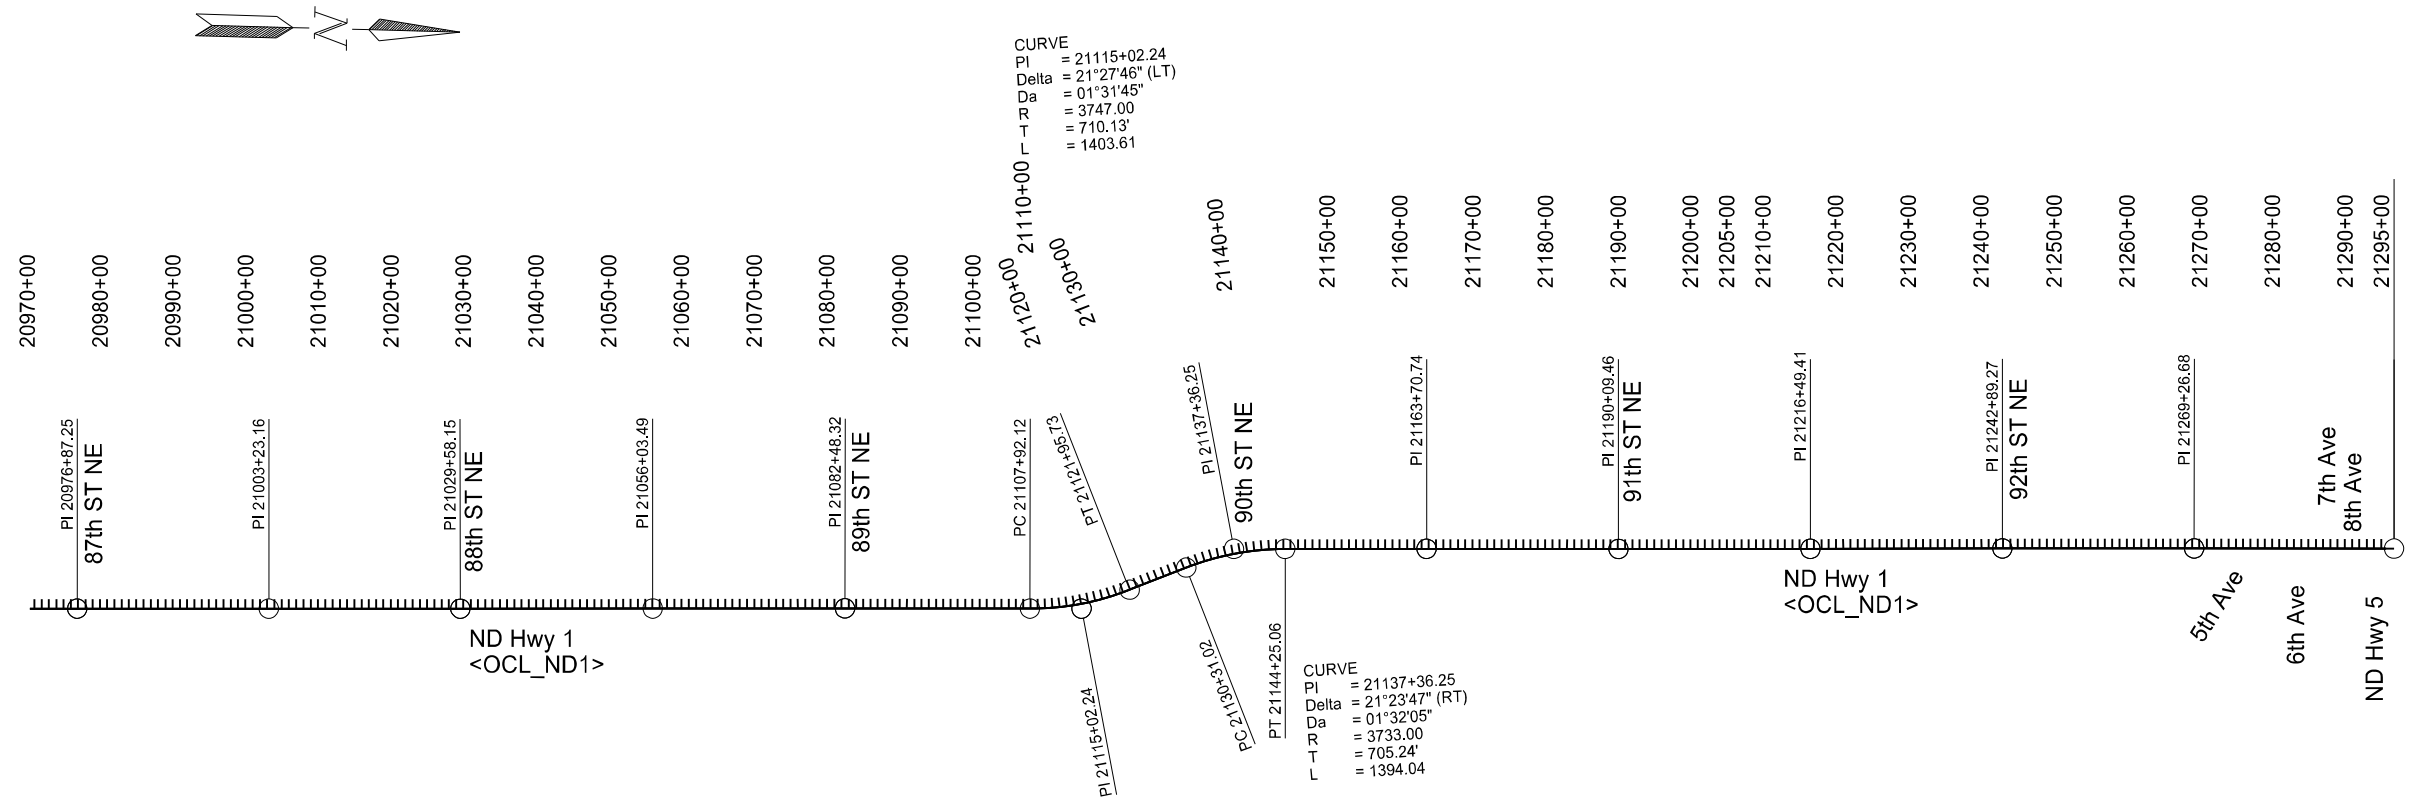 N
CURVE
PI = 21115+02.24
Delta = 21°27'46" (LT)
Da = 01°31'45"
R = 3747.00
T = 710.13'
L = 1403.61
20970+00
20980+00
20990+00
21000+00
21010+00
21020+00
21030+00
21040+00
21050+00
21060+00
21070+00
21080+00
21090+00
21100+00
21110+00
21120+00
21130+00
21140+00
21150+00
21160+00
21170+00
21180+00
21190+00
21200+00
21205+00
21210+00
21220+00
21230+00
21240+00
21250+00
21260+00
21270+00
21280+00
21290+00
21295+00
PI 20976+87.25
87th ST NE
PI 21003+23.16
PI 21029+58.15
88th ST NE
PI 21056+03.49
PI 21082+48.32
89th ST NE
PC 21107+92.12
PT 21121+95.73
PI 21137+36.25
90th ST NE
PI 21163+70.74
PI 21190+09.46
91th ST NE
PI 21216+49.41
PI 21242+89.27
92th ST NE
PI 21269+26.68
7th Ave
8th Ave
ND Hwy 1
<OCL_ND1>
PI 21115+02.24
PC 21130+31.02
PT 21144+25.06
CURVE
PI = 21137+36.25
Delta = 21°23'47" (RT)
Da = 01°32'05"
R = 3733.00
T = 705.24'
L = 1394.04
ND Hwy 1
<OCL_ND1>
5th Ave
6th Ave
ND Hwy 5